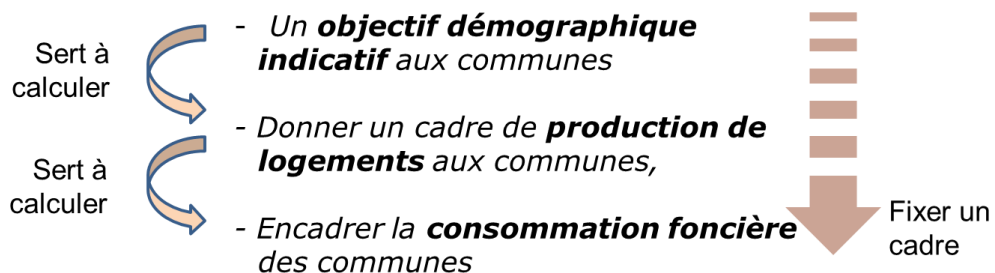 Sert à
calculer
- Un objectif démographique
indicatif aux communes
- Donner un cadre de production de
logements aux communes,
Sert à
calculer
- Encadrer la consommation foncière
des communes
Fixer un
cadre